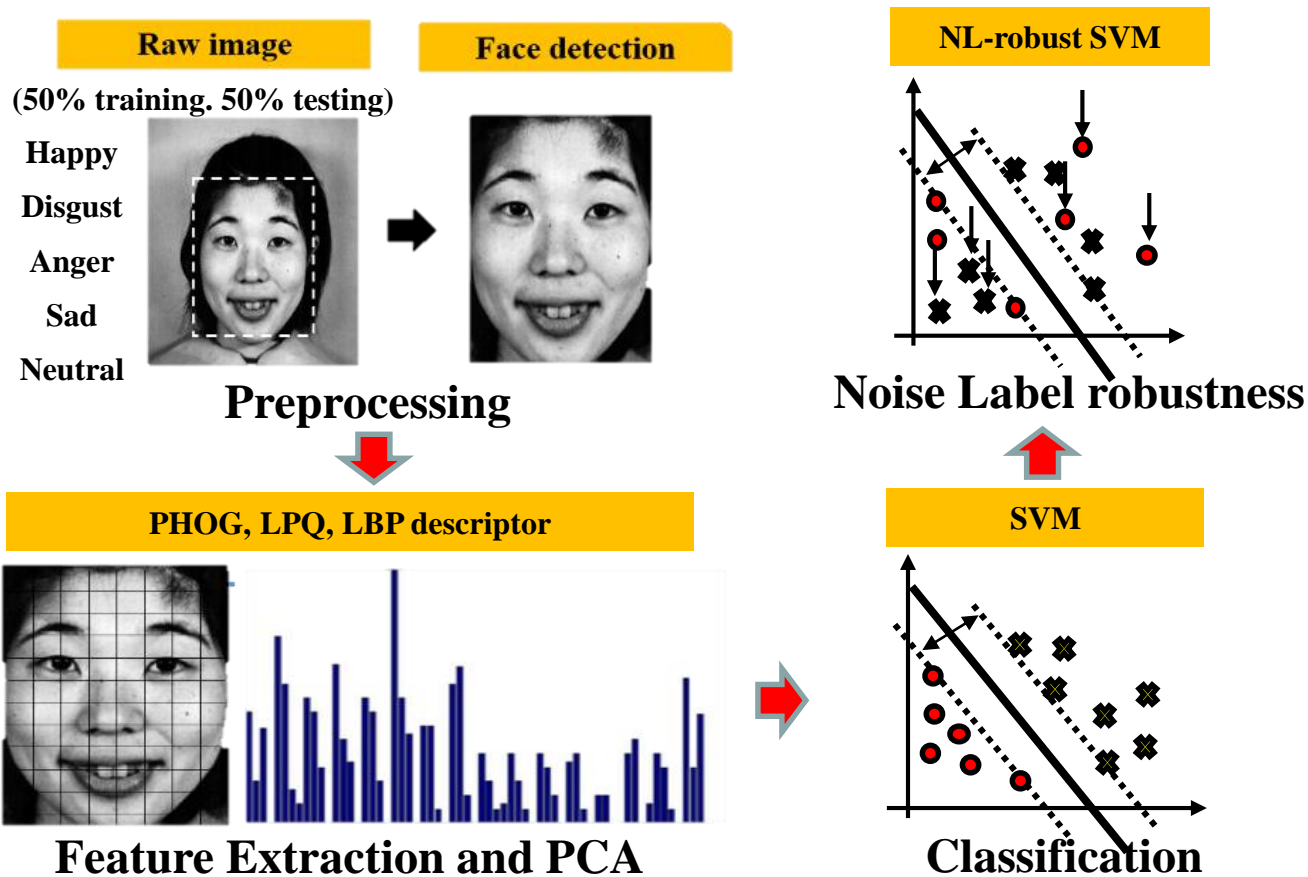 Raw image
Face detection
(50% training. 50% testing)
Happy
Disgust
Anger
Sad
Neutral
Preprocessing
PHOG, LPQ, LBP descriptor
Feature Extraction and PCA
SVM
Classification
NL-robust SVM
Noise Label robustness